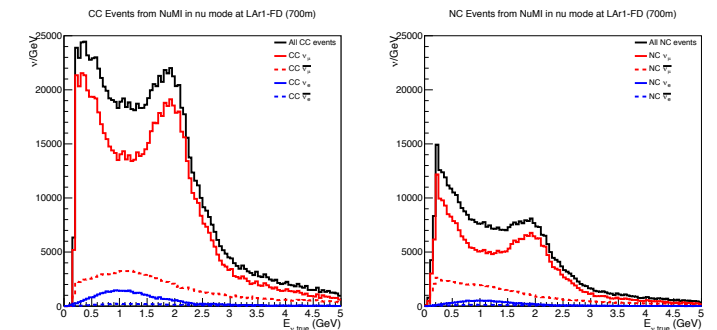 CC Events from NuMI in nu mode at LAr1-FD (700m)
ν/GeV
25000
20000
15000
10000
5000
0
0.5 1 1.5 2 2.5 3 3.5 4 4.5 5
E_ν true (GeV)
All CC events
CC ν_μ
CC ν̅_μ
CC ν_e
CC ν̅_e
NC Events from NuMI in nu mode at LAr1-FD (700m)
ν/GeV
25000
20000
15000
10000
5000
0
0.5 1 1.5 2 2.5 3 3.5 4 4.5 5
E_ν true (GeV)
All NC events
NC ν_μ
NC ν̅_μ
NC ν_e
NC ν̅_e